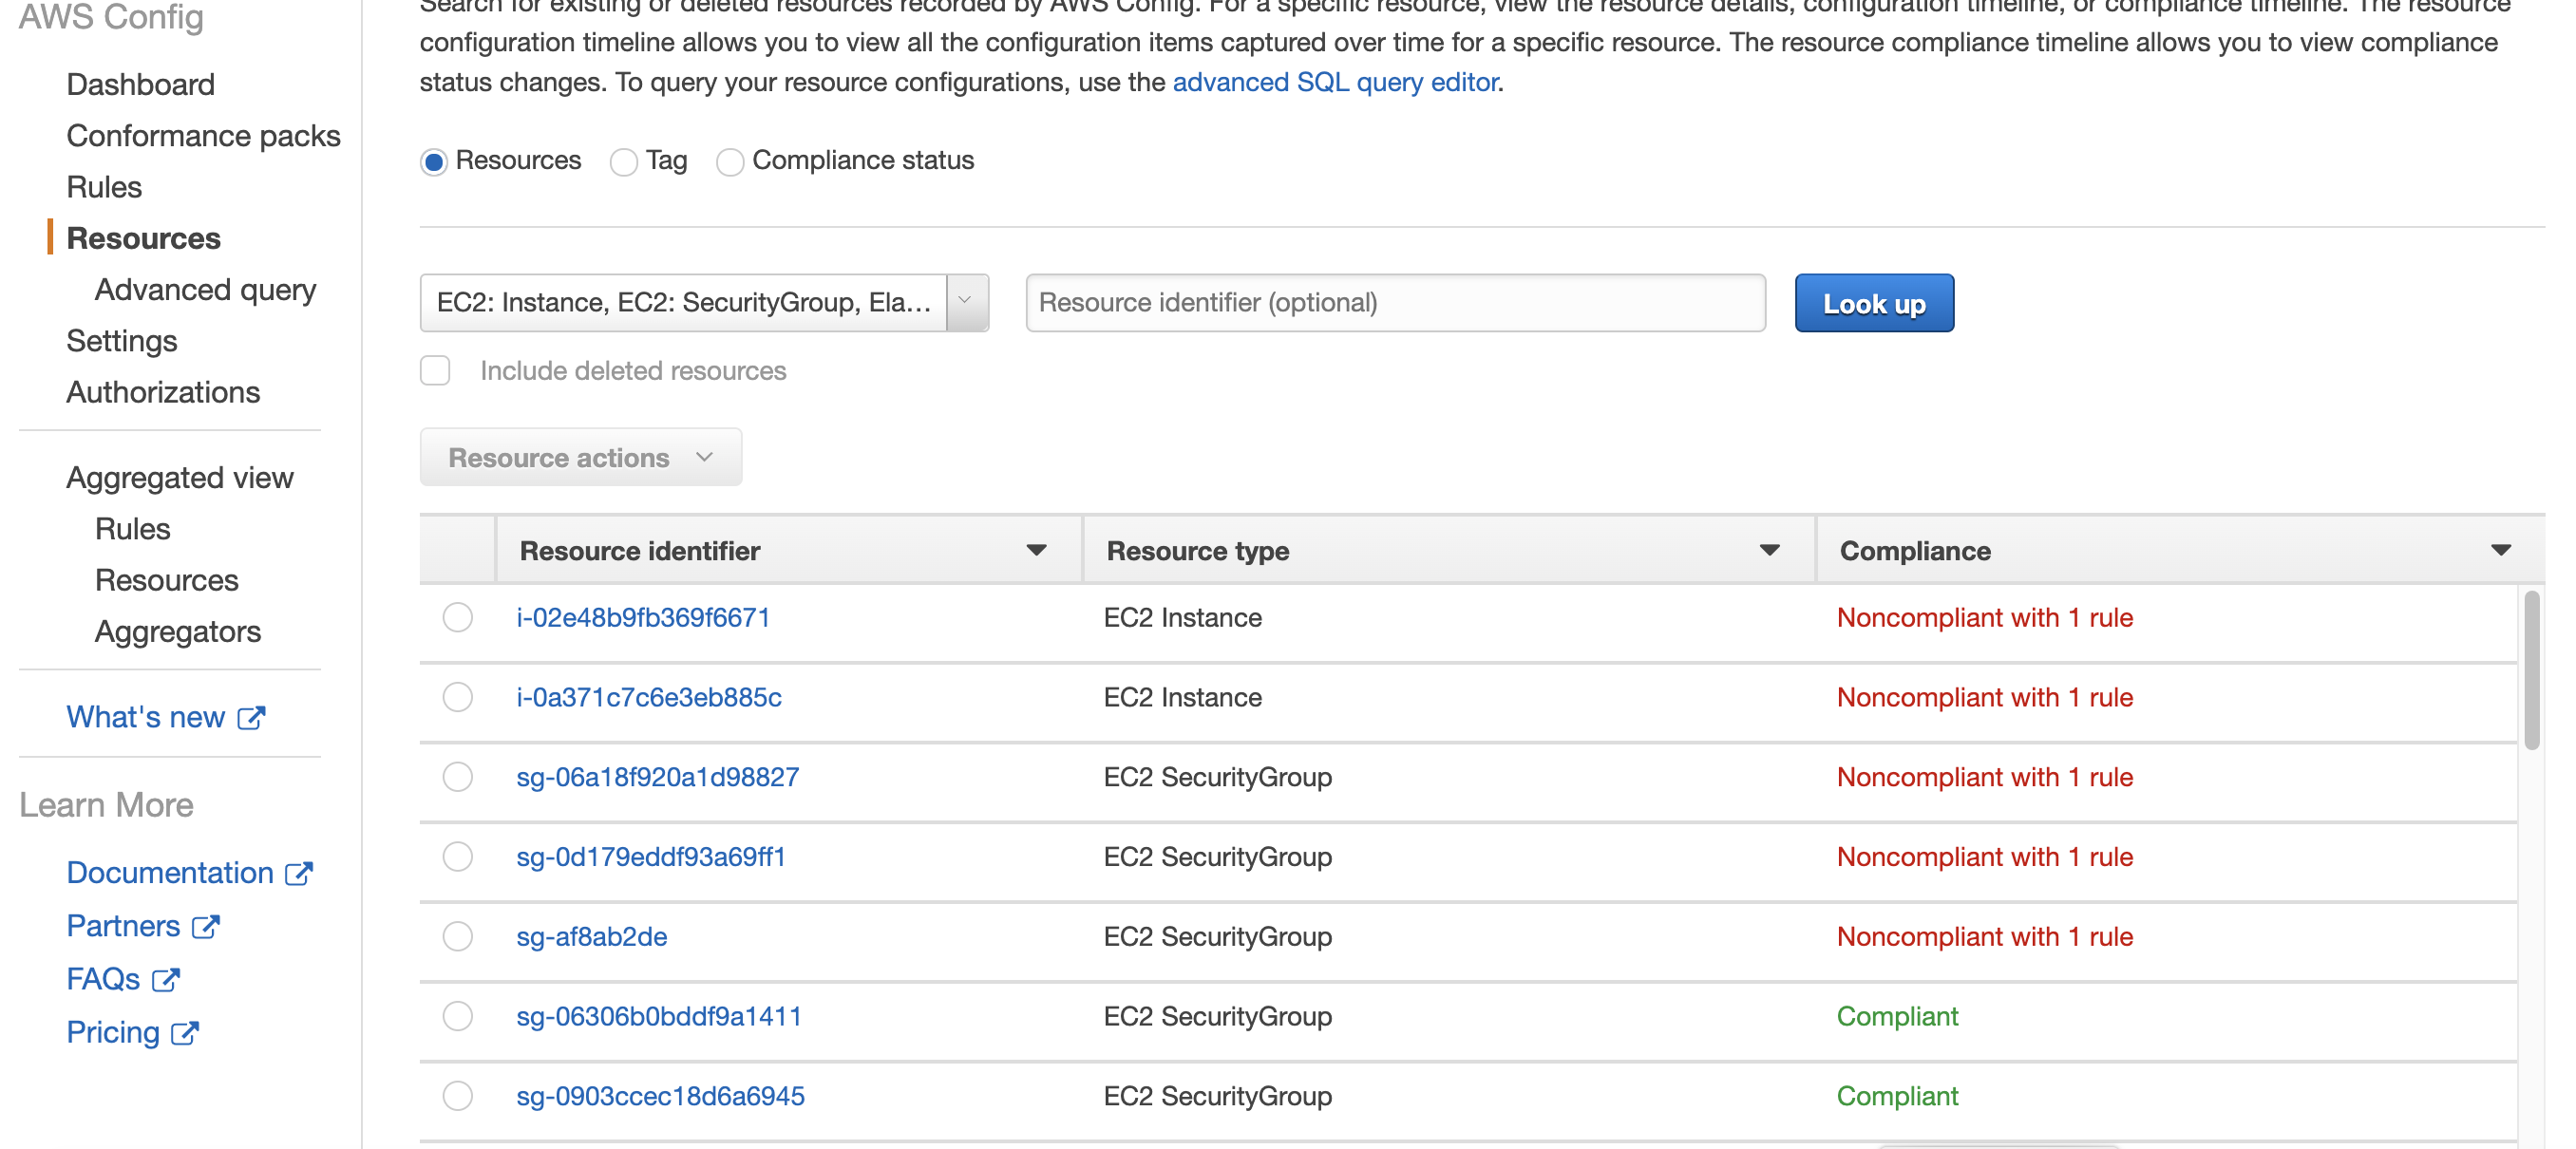 AWS Config
Dashboard
Conformance packs
Rules
Resources
Advanced query
Settings
Authorizations
Aggregated view
Rules
Resources
Aggregators
What's new
Learn More
Documentation
Partners
FAQs
Pricing
Search for existing or deleted resources recorded by AWS Config. For a specific resource, view the resource details, configuration timeline, or compliance timeline. The resource
configuration timeline allows you to view all the configuration items captured over time for a specific resource. The resource compliance timeline allows you to view compliance
status changes. To query your resource configurations, use the advanced SQL query editor.
Resources Tag Compliance status
EC2: Instance, EC2: SecurityGroup, Ela... Resource identifier (optional) Look up
Include deleted resources
Resource actions
Resource identifier Resource type Compliance
i-02e48b9fb369f6671 EC2 Instance Noncompliant with 1 rule
i-0a371c7c6e3eb885c EC2 Instance Noncompliant with 1 rule
sg-06a18f920a1d98827 EC2 SecurityGroup Noncompliant with 1 rule
sg-0d179eddf93a69ff1 EC2 SecurityGroup Noncompliant with 1 rule
sg-af8ab2de EC2 SecurityGroup Noncompliant with 1 rule
sg-06306b0bddf9a1411 EC2 SecurityGroup Compliant
sg-0903ccec18d6a6945 EC2 SecurityGroup Compliant